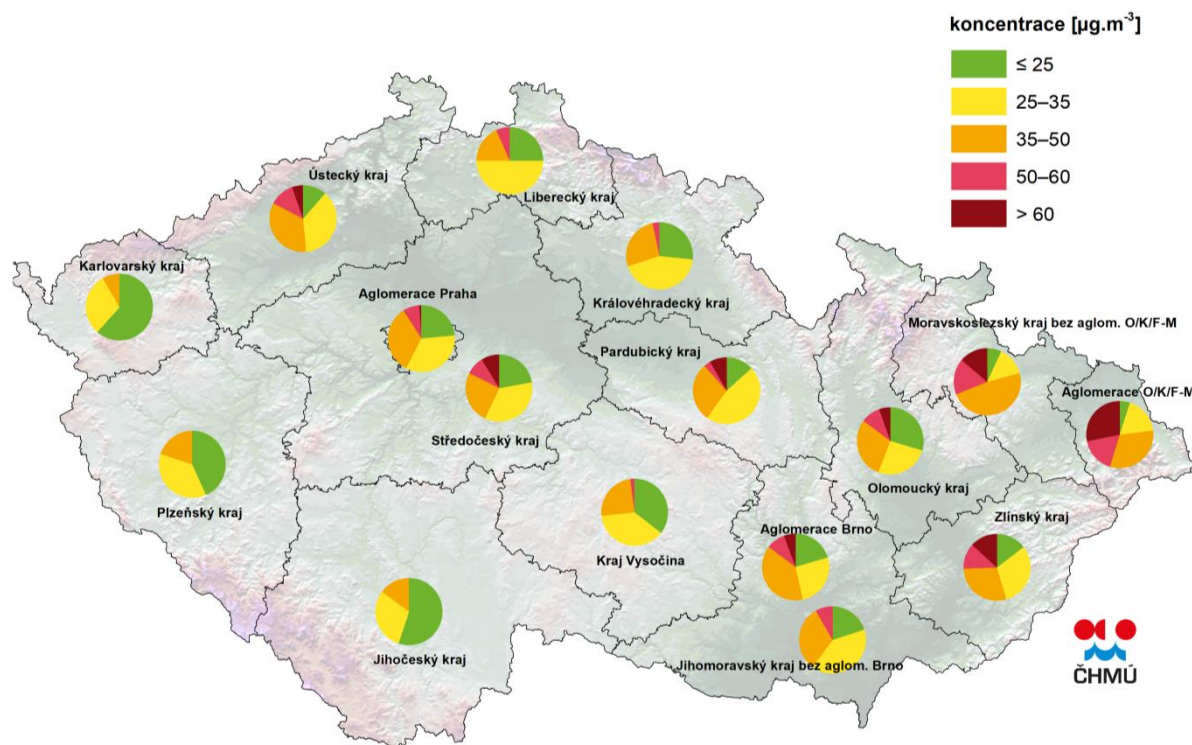 koncentrace [µg.m⁻³]
≤ 25
25–35
35–50
50–60
> 60
Ústecký kraj
Liberecký kraj
Karlovarský kraj
Aglomerace Praha
Královéhradecký kraj
Moravskoslezský kraj bez aglom. O/K/F-M
Pardubický kraj
Aglomerace O/K/F-M
Středočeský kraj
Olomoucký kraj
Plzeňský kraj
Zlínský kraj
Aglomerace Brno
Kraj Vysočina
Jihočeský kraj
Jihomoravský kraj bez aglom. Brno
ČHMÚ